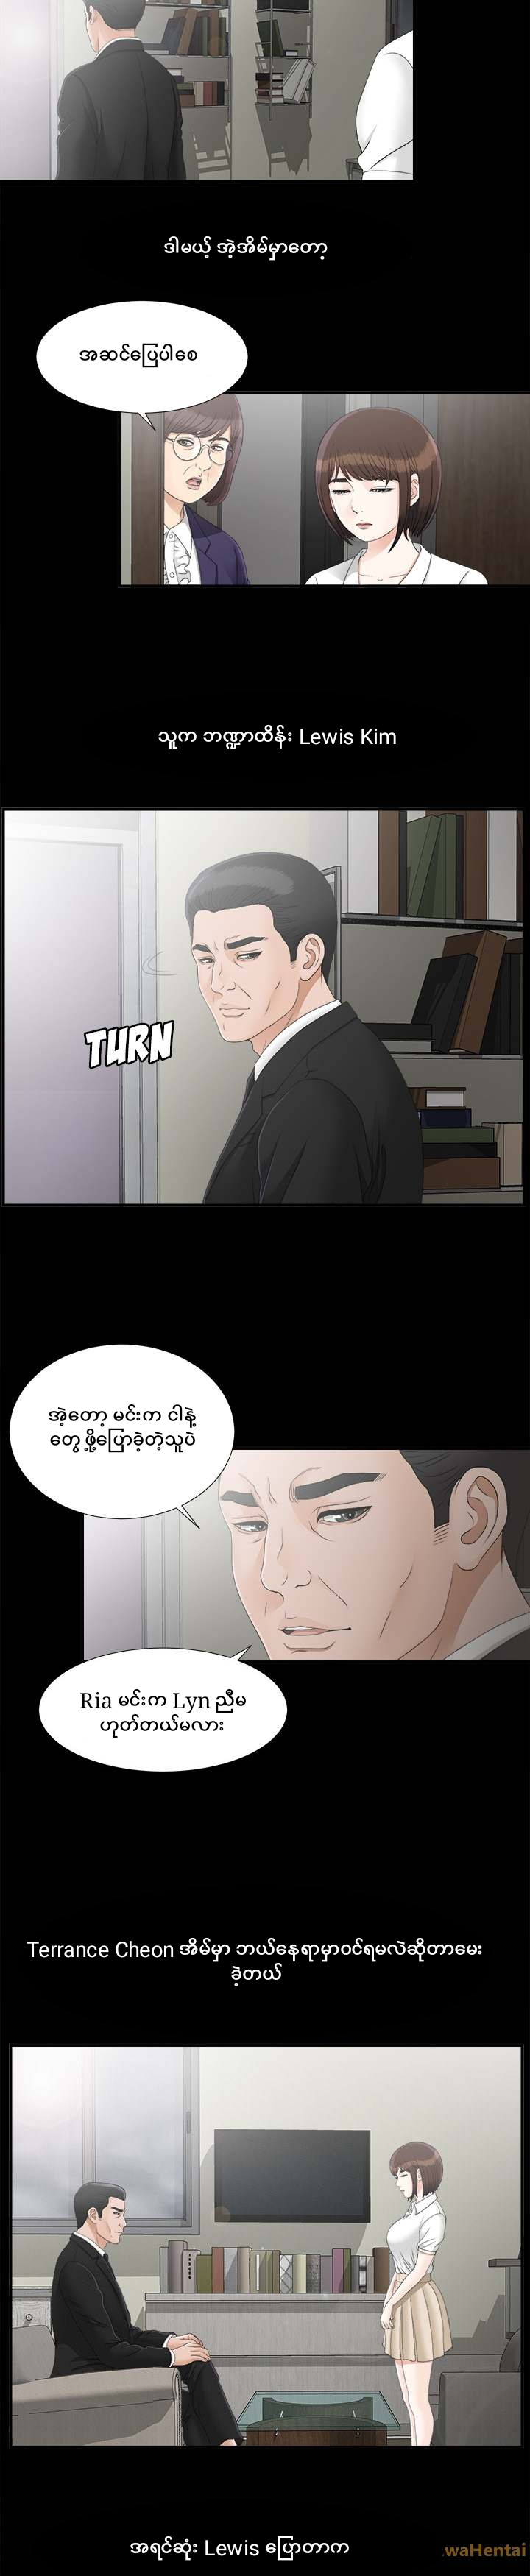 ဒါမယ့် အဲ့အိမ်မှာတော့
အဆင်ပြေပါစေ
သူက ဘဏ္ဍာထိန်း Lewis Kim
TURN
အဲ့တော့ မင်းက ငါနဲ့
တွေ့ဖို့ပြောခဲ့တဲ့သူပဲ
Ria မင်းက Lyn ညီမ
ဟုတ်တယ်မလား
Terrance Cheon အိမ်မှာ ဘယ်နေရာမှာဝင်ရမလဲဆိုတာမေး
ခဲ့တယ်
အရင်ဆုံး Lewis ပြောတာက
.waHentai